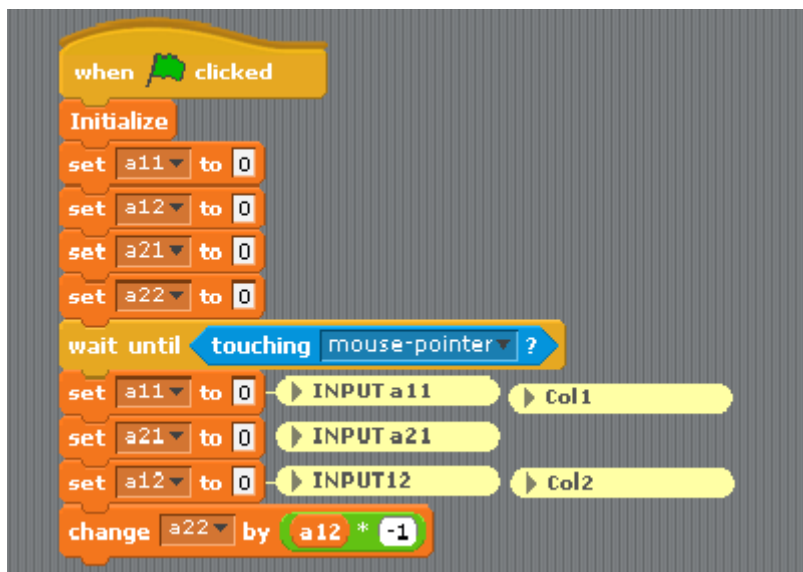 when clicked
Initialize
set a11 to 0
set a12 to 0
set a21 to 0
set a22 to 0
wait until touching mouse-pointer ?
set a11 to 0 INPUT a11 Col1
set a21 to 0 INPUT a21
set a12 to 0 INPUT12 Col2
change a22 by a12 * -1